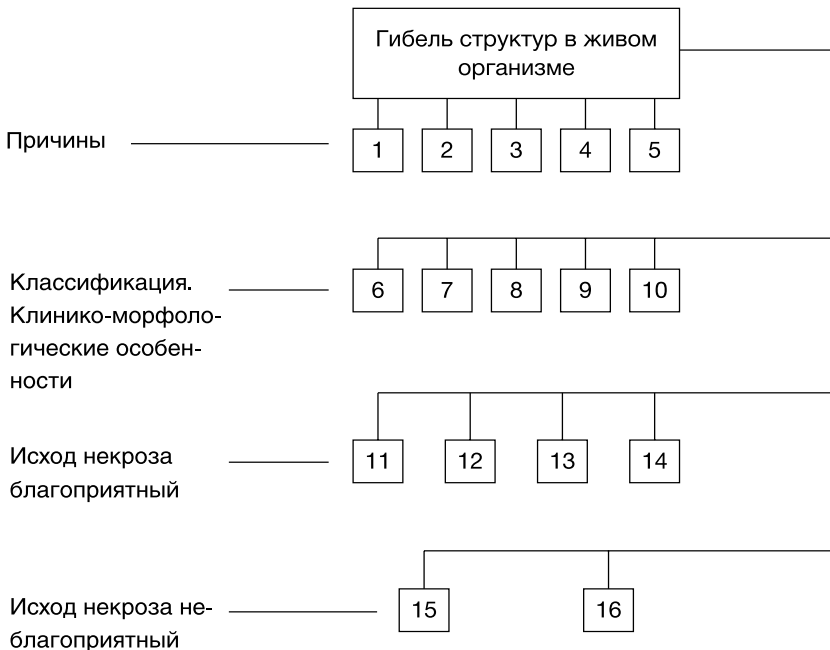 Гибель структур в живом
организме
Причины
1 2 3 4 5
Классификация.
Клинико-морфоло-
гические особен-
ности
6 7 8 9 10
Исход некроза
благоприятный
11 12 13 14
Исход некроза не-
благоприятный
15 16